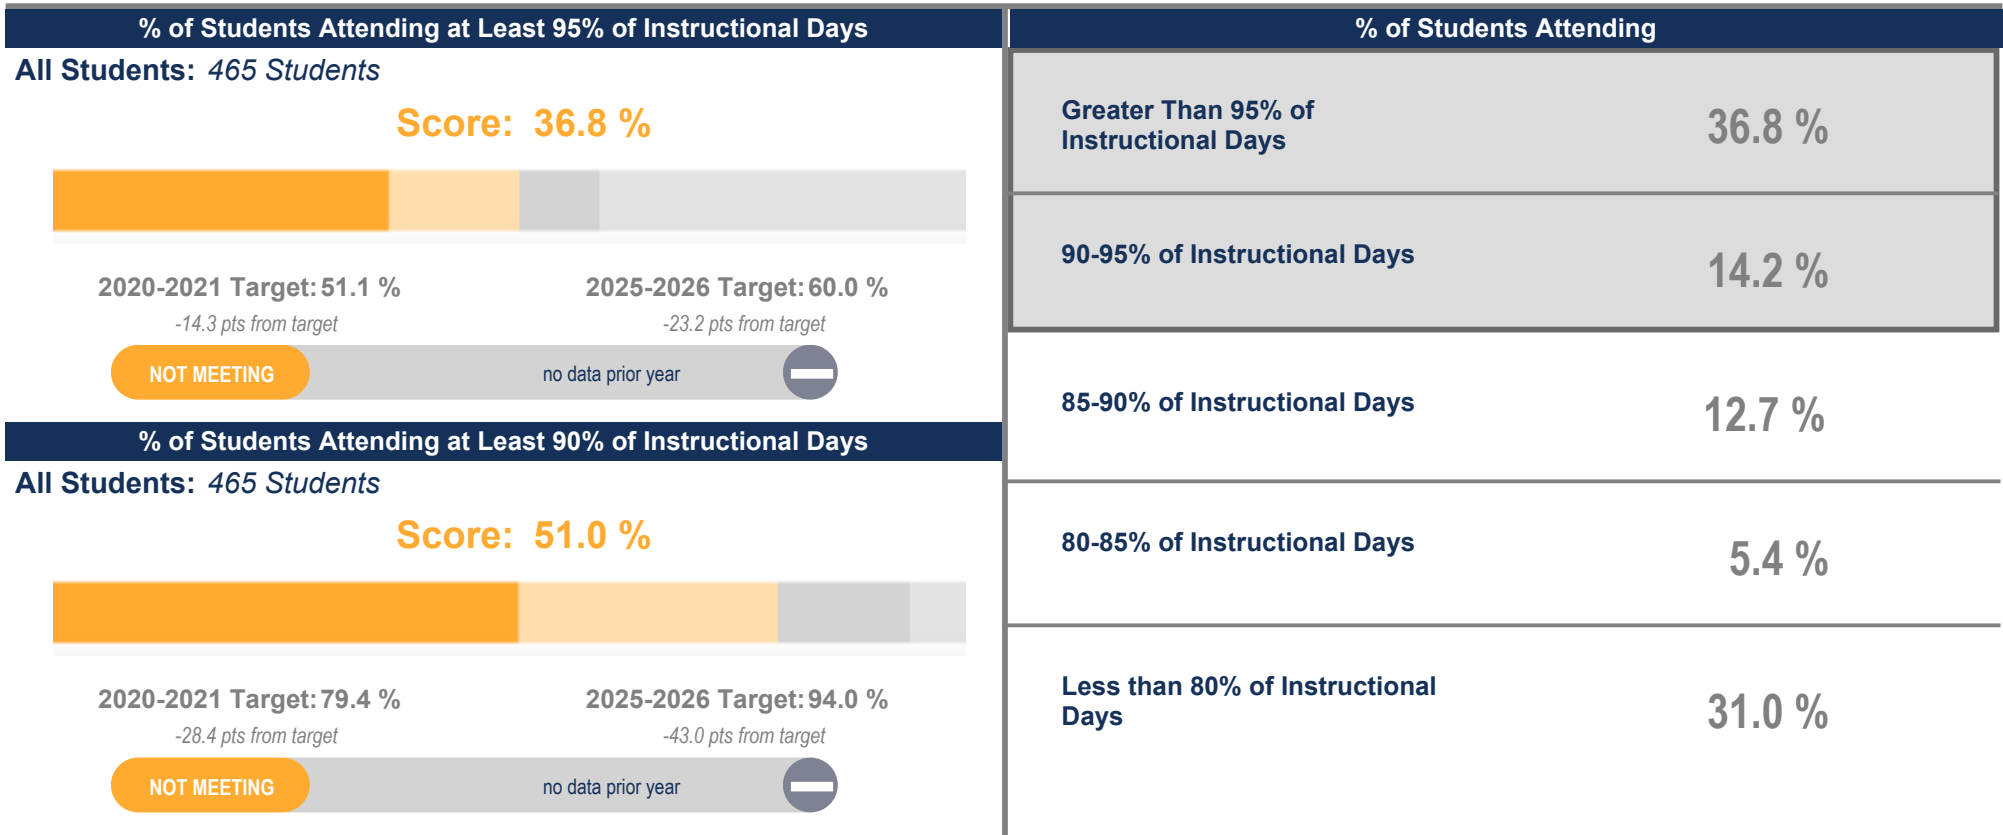 % of Students Attending at Least 95% of Instructional Days
All Students: 465 Students
Score: 36.8 %
2020-2021 Target: 51.1 %
-14.3 pts from target
2025-2026 Target: 60.0 %
-23.2 pts from target
NOT MEETING
no data prior year
% of Students Attending at Least 90% of Instructional Days
All Students: 465 Students
Score: 51.0 %
2020-2021 Target: 79.4 %
-28.4 pts from target
2025-2026 Target: 94.0 %
-43.0 pts from target
NOT MEETING
no data prior year
% of Students Attending
Greater Than 95% of
Instructional Days
36.8 %
90-95% of Instructional Days
14.2 %
85-90% of Instructional Days
12.7 %
80-85% of Instructional Days
5.4 %
Less than 80% of Instructional
Days
31.0 %